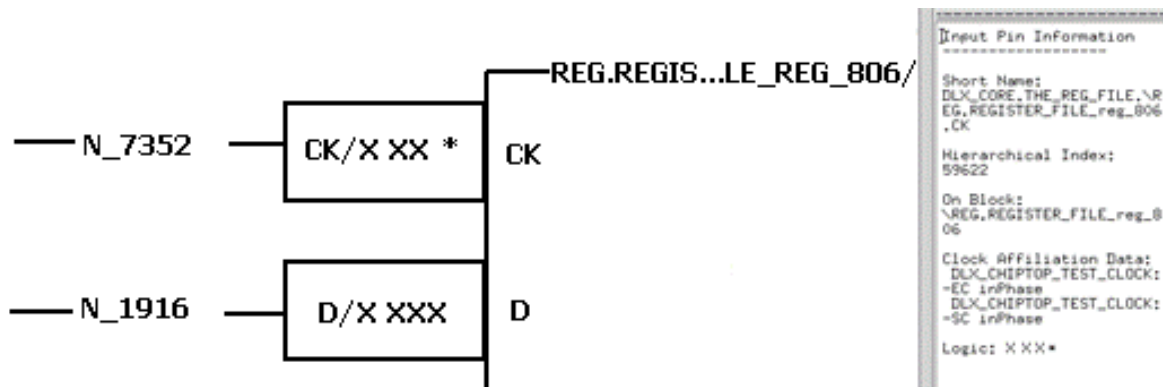 REG.REGIS...LE_REG_806/
N_7352
CK/X XX *
CK
N_1916
D/X XXX
D
Input Pin Information
Short Name:
DLX_CORE.THE_REG_FILE.\R
EG.REGISTER_FILE_reg_806
.CK
Hierarchical Index:
59622
On Block:
\REG.REGISTER_FILE_reg_8
06
Clock Affiliation Data:
DLX_CHIPTOP_TEST_CLOCK:
-EC inPhase
DLX_CHIPTOP_TEST_CLOCK:
-SC inPhase
Logic: X XX*